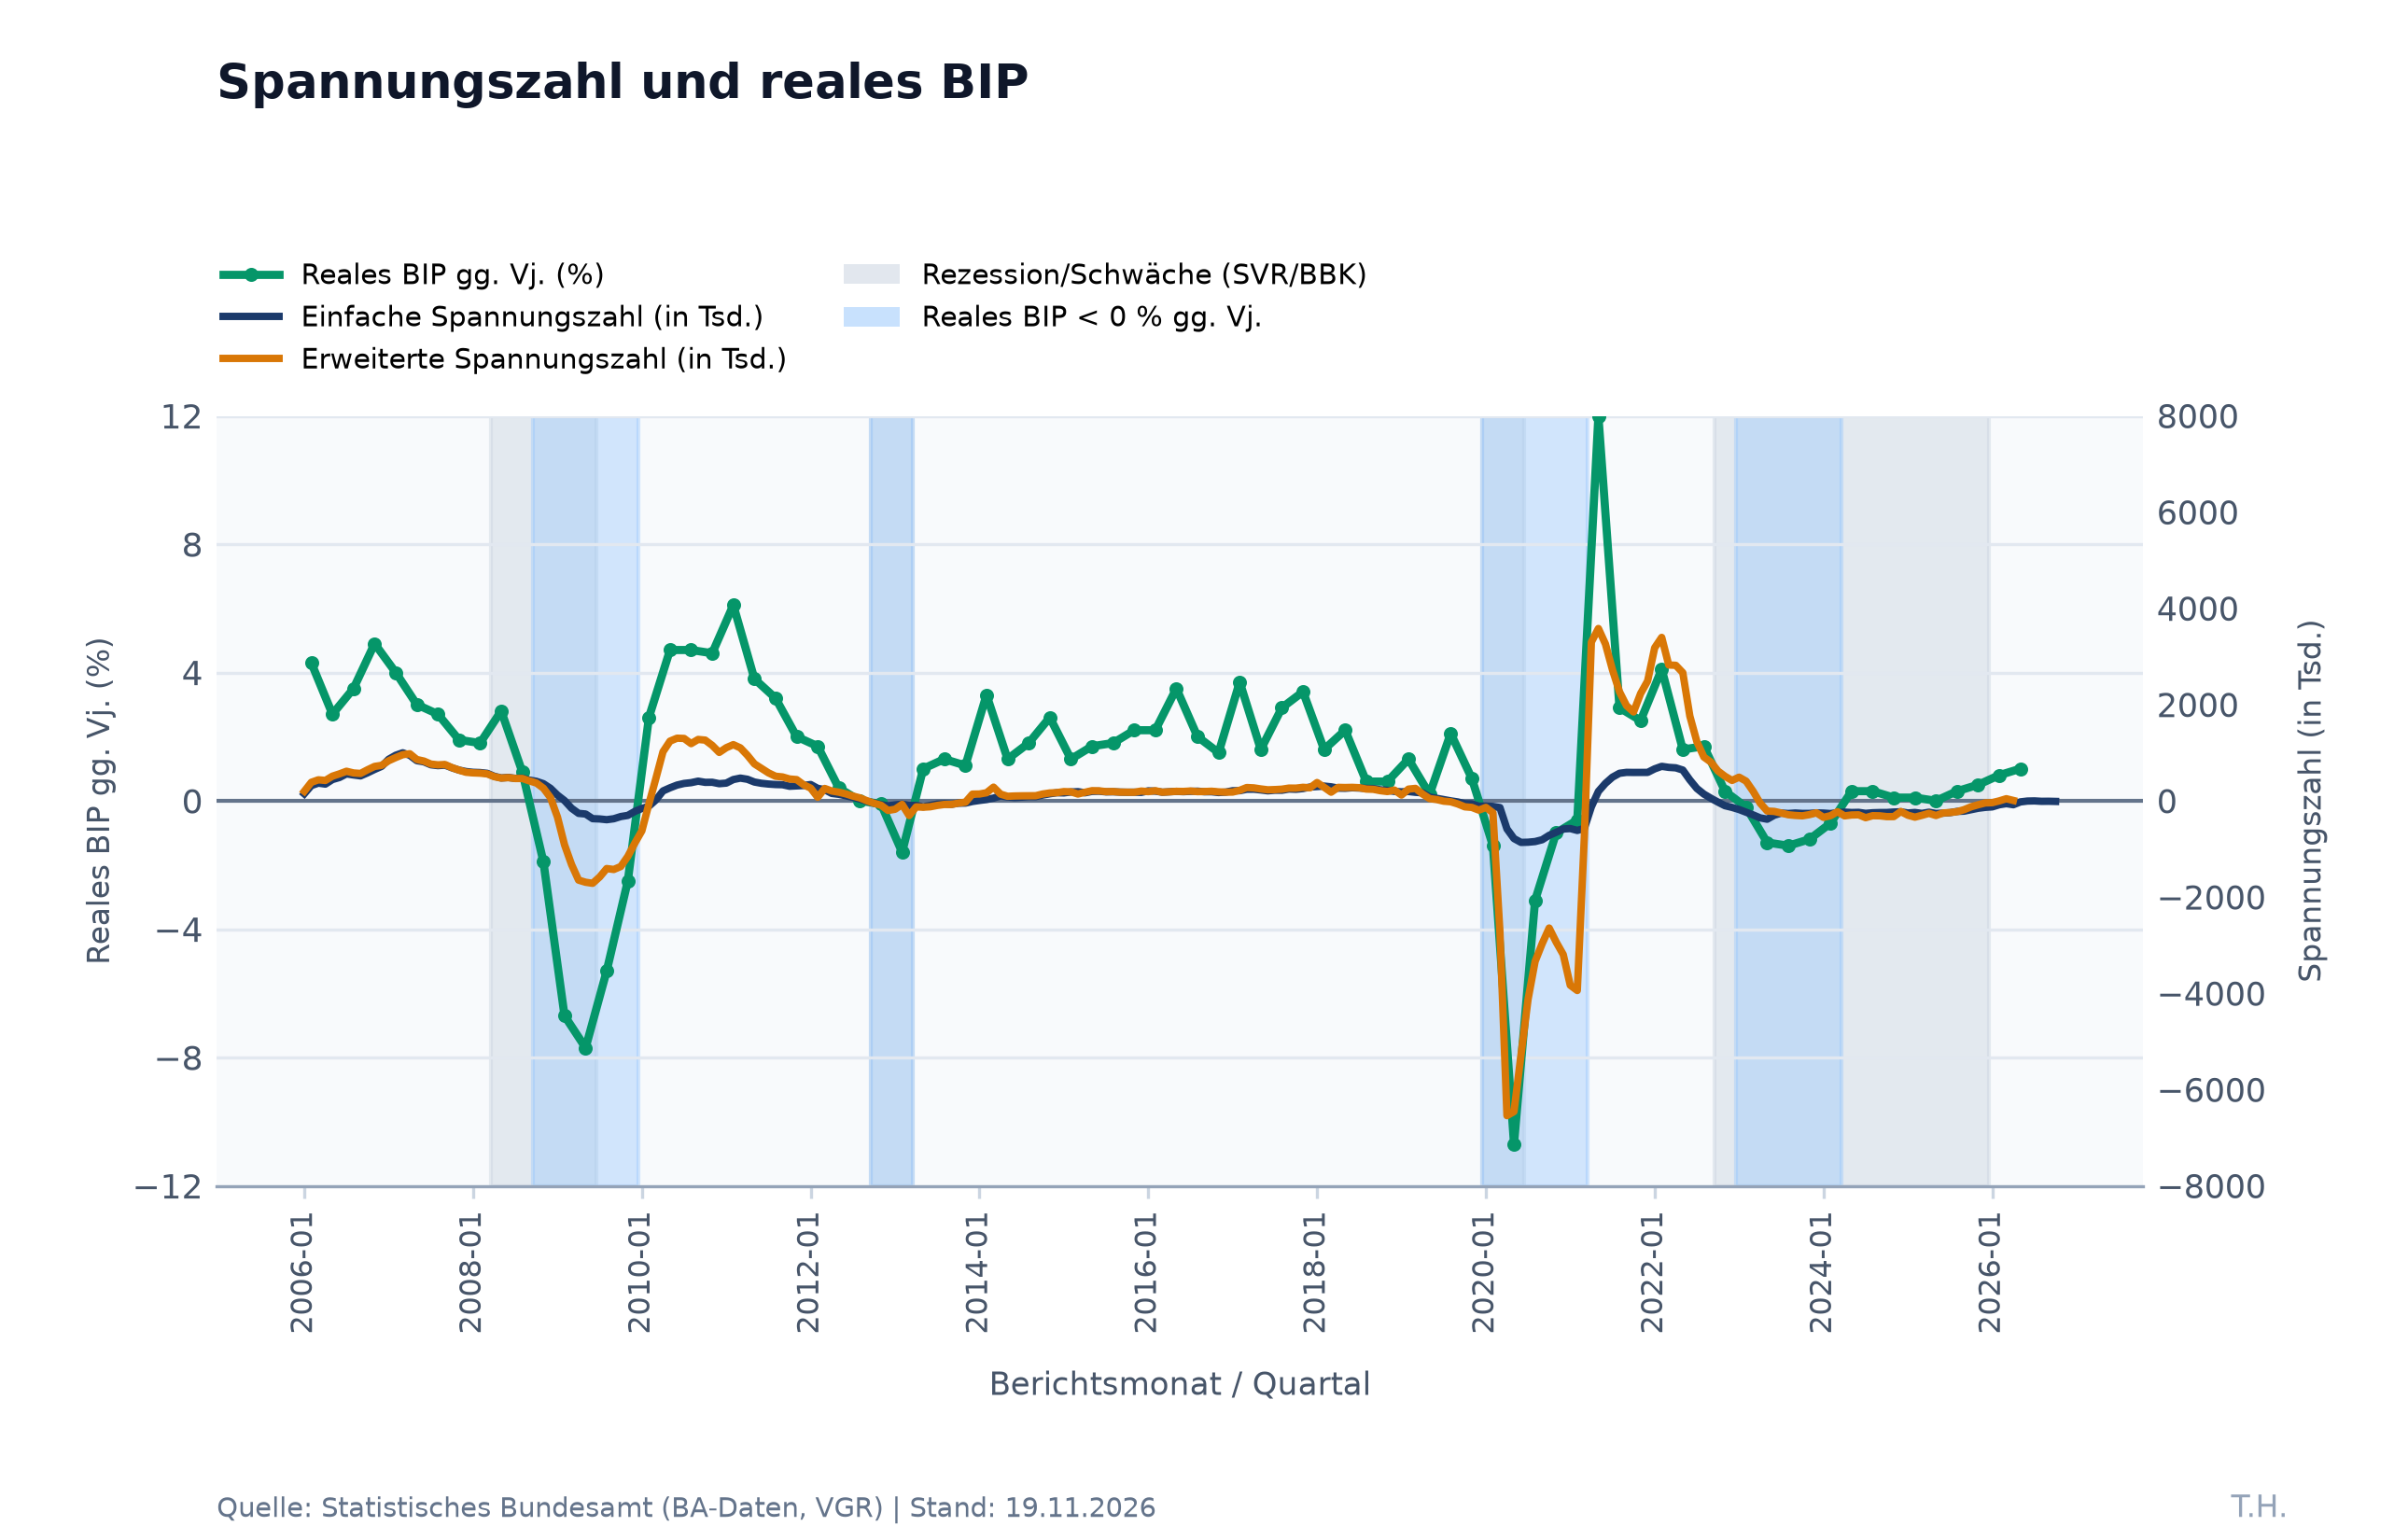 Spannungszahl und reales BIP
Reales BIP gg. Vj. (%)
Einfache Spannungszahl (in Tsd.)
Erweiterte Spannungszahl (in Tsd.)
Rezession/Schwäche (SVR/BBK)
Reales BIP < 0 % gg. Vj.
12
8
4
0
−4
−8
−12
Reales BIP gg. Vj. (%)
8000
6000
4000
2000
0
−2000
−4000
−6000
−8000
Spannungszahl (in Tsd.)
2006-01
2008-01
2010-01
2012-01
2014-01
2016-01
2018-01
2020-01
2022-01
2024-01
2026-01
Berichtsmonat / Quartal
Quelle: Statistisches Bundesamt (BA-Daten, VGR) | Stand: 19.11.2026
T.H.